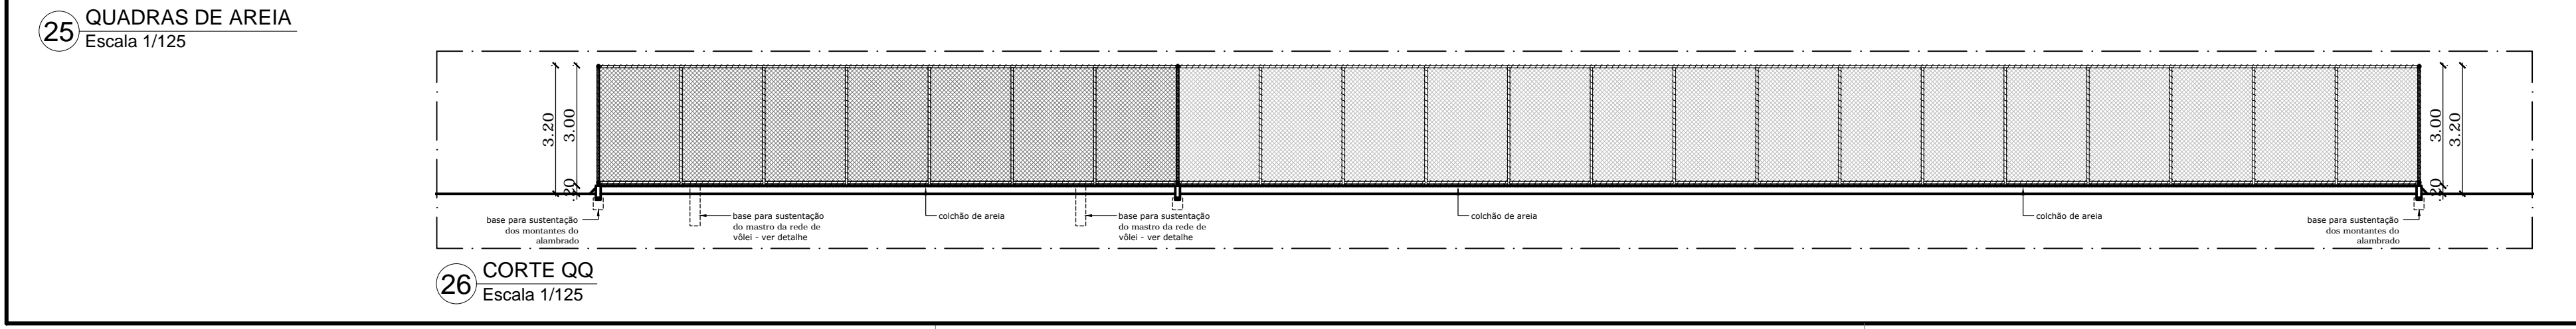 25
QUADRAS DE AREIA
Escala 1/125
3.20
3.00
.20
3.00
3.20
.20
base para sustentação
dos montantes do
alambrado
base para sustentação
do mastro da rede de
vôlei - ver detalhe
colchão de areia
base para sustentação
do mastro da rede de
vôlei - ver detalhe
colchão de areia
colchão de areia
base para sustentação
dos montantes do
alambrado
26
CORTE QQ
Escala 1/125